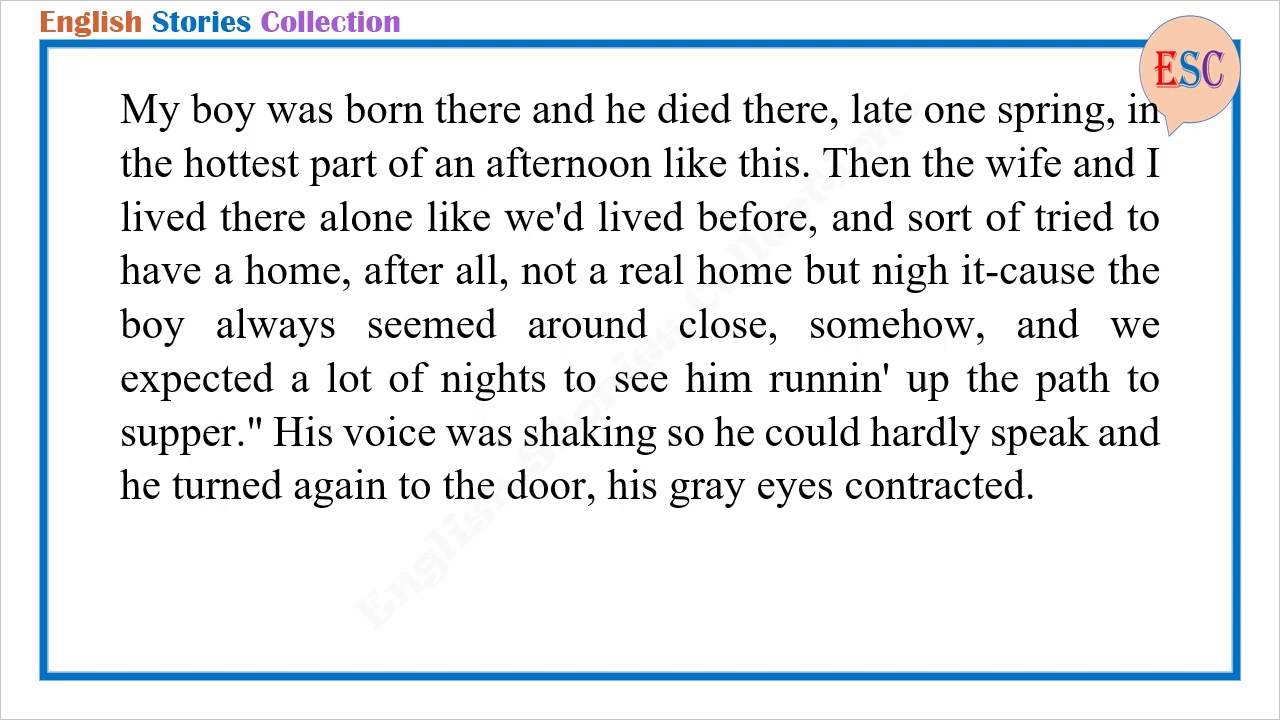 English Stories Collection
ESC
My boy was born there and he died there, late one spring, in
the hottest part of an afternoon like this. Then the wife and I
lived there alone like we'd lived before, and sort of tried to
have a home, after all, not a real home but nigh it-cause the
boy always seemed around close, somehow, and we
expected a lot of nights to see him runnin' up the path to
supper." His voice was shaking so he could hardly speak and
he turned again to the door, his gray eyes contracted.
English Stories Collection